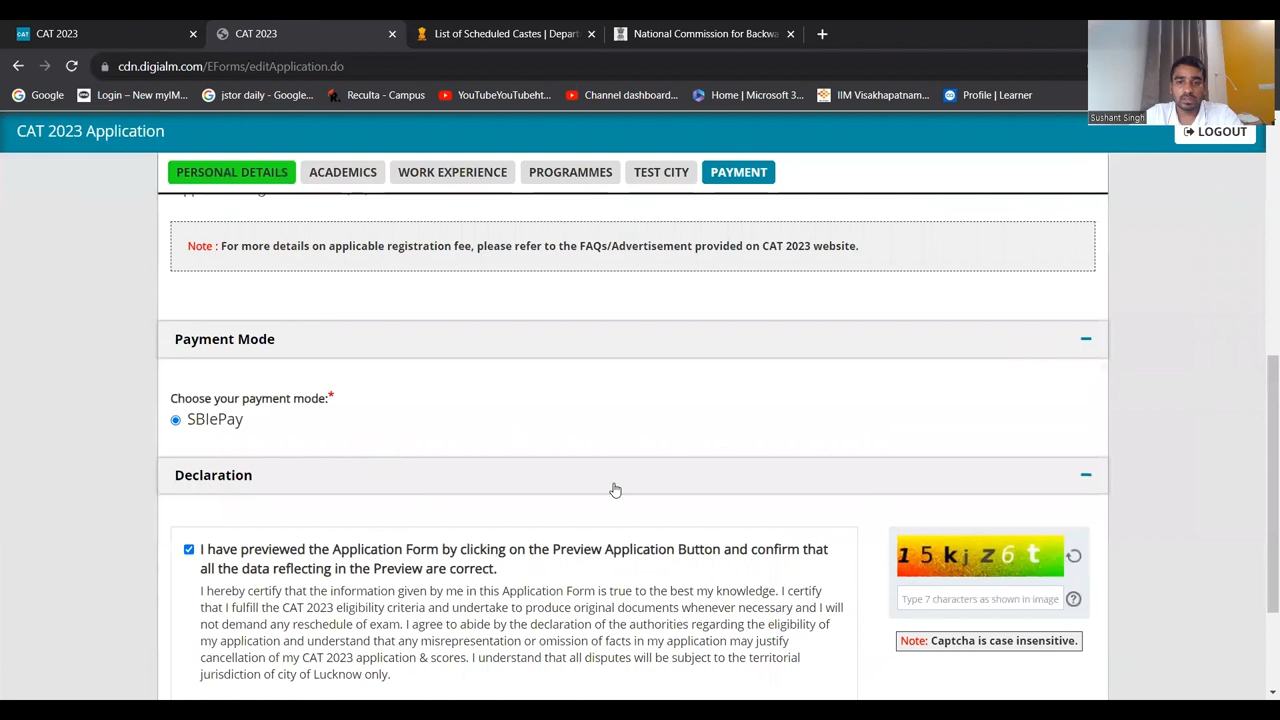 CAT 2023
CAT 2023
List of Scheduled Castes | Depar
National Commission for Backwa
cdn.digialm.com/EForms/editApplication.do
Google
Login – New myIM...
jstor daily - Google...
Reculta - Campus
YouTubeYouTubeht...
Channel dashboard...
Home | Microsoft 3...
IIM Visakhapatnam...
Profile | Learner
Sushant Singh
CAT 2023 Application
LOGOUT
PERSONAL DETAILS
ACADEMICS
WORK EXPERIENCE
PROGRAMMES
TEST CITY
PAYMENT
Note : For more details on applicable registration fee, please refer to the FAQs/Advertisement provided on CAT 2023 website.
Payment Mode
Choose your payment mode:*
SBIePay
Declaration
I have previewed the Application Form by clicking on the Preview Application Button and confirm that
all the data reflecting in the Preview are correct.
I hereby certify that the information given by me in this Application Form is true to the best my knowledge. I certify
that I fulfill the CAT 2023 eligibility criteria and undertake to produce original documents whenever necessary and I will
not demand any reschedule of exam. I agree to abide by the declaration of the authorities regarding the eligibility of
my application and understand that any misrepresentation or omission of facts in my application may justify
cancellation of my CAT 2023 application & scores. I understand that all disputes will be subject to the territorial
jurisdiction of city of Lucknow only.
15kjz6t
Type 7 characters as shown in image
Note: Captcha is case insensitive.